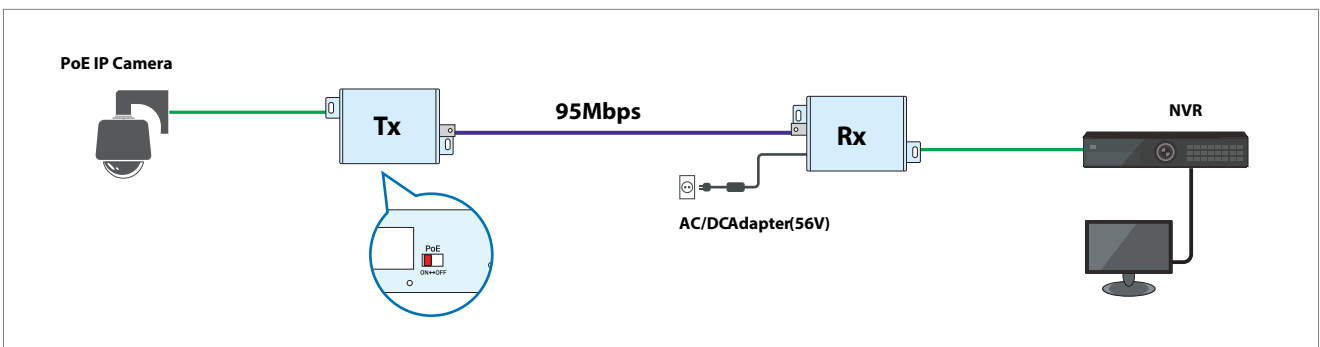 PoE IP Camera
Tx
95Mbps
Rx
NVR
AC/DCAdapter(56V)
PoE
ON↔OFF